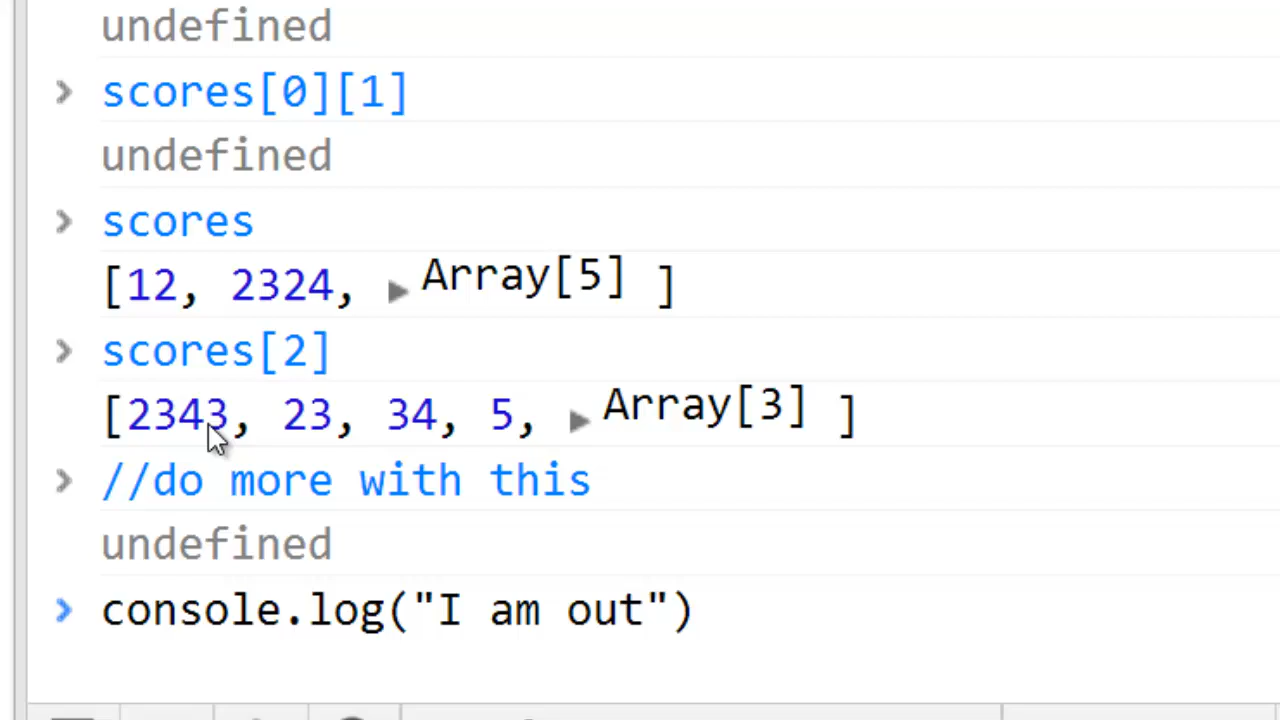 undefined
scores[0][1]
undefined
scores
[12, 2324, Array[5] ]
scores[2]
[2343, 23, 34, 5, Array[3] ]
//do more with this
undefined
console.log("I am out")